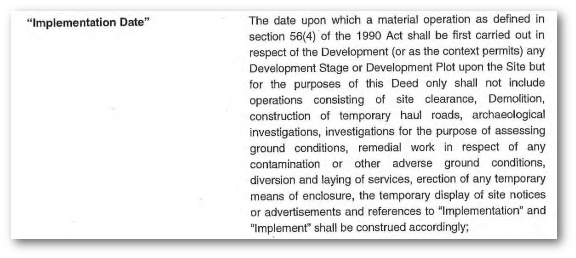 "Implementation Date"
The date upon which a material operation as defined in
section 56(4) of the 1990 Act shall be first carried out in
respect of the Development (or as the context permits) any
Development Stage or Development Plot upon the Site but
for the purposes of this Deed only shall not include
operations consisting of site clearance, Demolition,
construction of temporary haul roads, archaeological
investigations, investigations for the purpose of assessing
ground conditions, remedial work in respect of any
contamination or other adverse ground conditions,
diversion and laying of services, erection of any temporary
means of enclosure, the temporary display of site notices
or advertisements and references to "Implementation" and
"Implement" shall be construed accordingly;